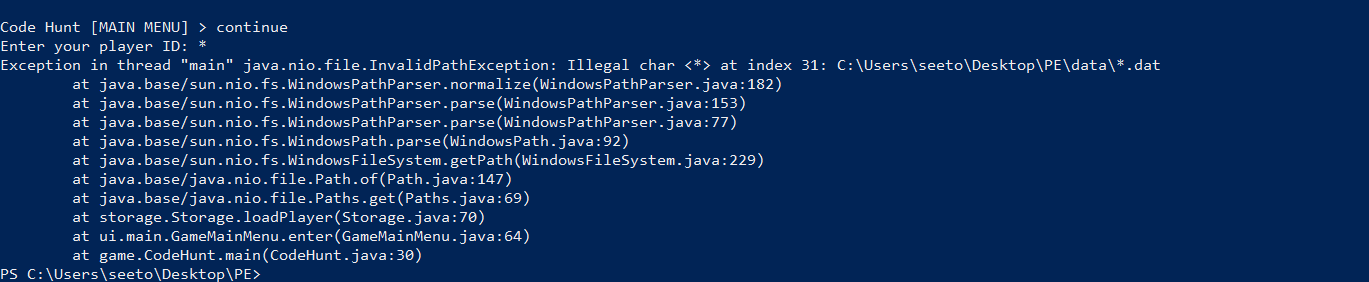 Code Hunt [MAIN MENU] > continue
Enter your player ID: *
Exception in thread "main" java.nio.file.InvalidPathException: Illegal char <*> at index 31: C:\Users\seeto\Desktop\PE\data\*.dat
        at java.base/sun.nio.fs.WindowsPathParser.normalize(WindowsPathParser.java:182)
        at java.base/sun.nio.fs.WindowsPathParser.parse(WindowsPathParser.java:153)
        at java.base/sun.nio.fs.WindowsPathParser.parse(WindowsPathParser.java:77)
        at java.base/sun.nio.fs.WindowsPath.parse(WindowsPath.java:92)
        at java.base/sun.nio.fs.WindowsFileSystem.getPath(WindowsFileSystem.java:229)
        at java.base/java.nio.file.Path.of(Path.java:147)
        at java.base/java.nio.file.Paths.get(Paths.java:69)
        at storage.Storage.loadPlayer(Storage.java:70)
        at ui.main.GameMainMenu.enter(GameMainMenu.java:64)
        at game.CodeHunt.main(CodeHunt.java:30)
PS C:\Users\seeto\Desktop\PE>